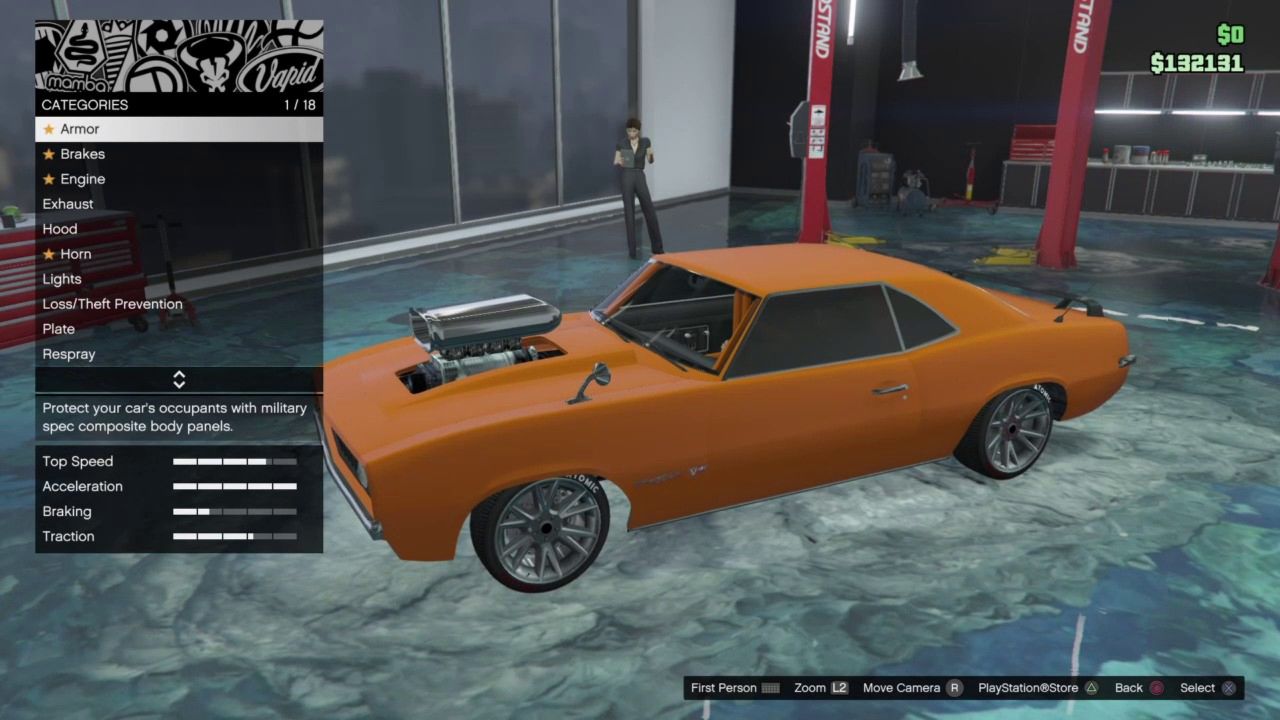 mamba
Vapid
CATEGORIES 1 / 18
Armor
Brakes
Engine
Exhaust
Hood
Horn
Lights
Loss/Theft Prevention
Plate
Respray
Protect your car's occupants with military
spec composite body panels.
Top Speed
Acceleration
Braking
Traction
$0
$132131
STAND
STAND
ATOMIC
ATOMIC
First Person Zoom L2 Move Camera R PlayStation®Store Back Select